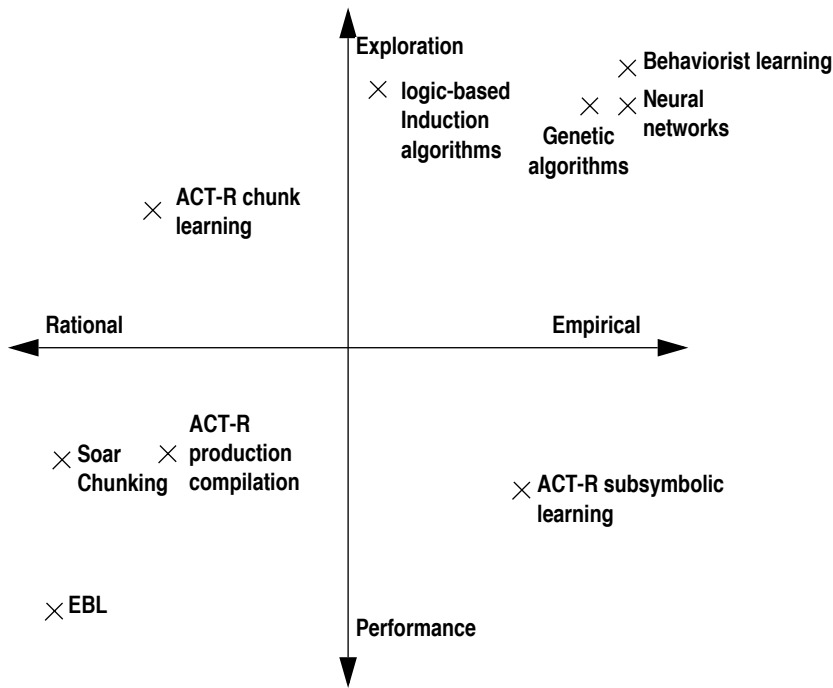 Exploration
Behaviorist learning
logic-based
Induction
algorithms
Neural
networks
Genetic
algorithms
ACT-R chunk
learning
Rational
Empirical
ACT-R
production
compilation
Soar
Chunking
ACT-R subsymbolic
learning
EBL
Performance